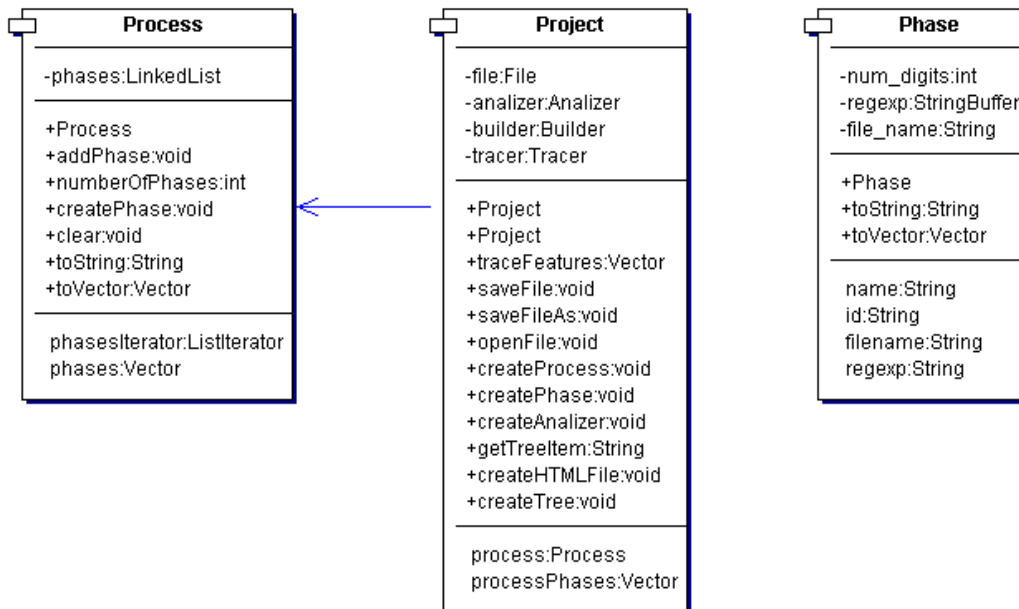 Process
-phases:LinkedList
+Process
+addPhase:void
+numberOfPhases:int
+createPhase:void
+clear:void
+toString:String
+toVector:Vector
phasesIterator:ListIterator
phases:Vector
Project
-file:File
-analizer:Analizer
-builder:Builder
-tracer:Tracer
+Project
+Project
+traceFeatures:Vector
+saveFile:void
+saveFileAs:void
+openFile:void
+createProcess:void
+createPhase:void
+createAnalizer:void
+getTreeItem:String
+createHTMLFile:void
+createTree:void
process:Process
processPhases:Vector
Phase
-num_digits:int
-regexp:StringBuffer
-file_name:String
+Phase
+toString:String
+toVector:Vector
name:String
id:String
filename:String
regexp:String